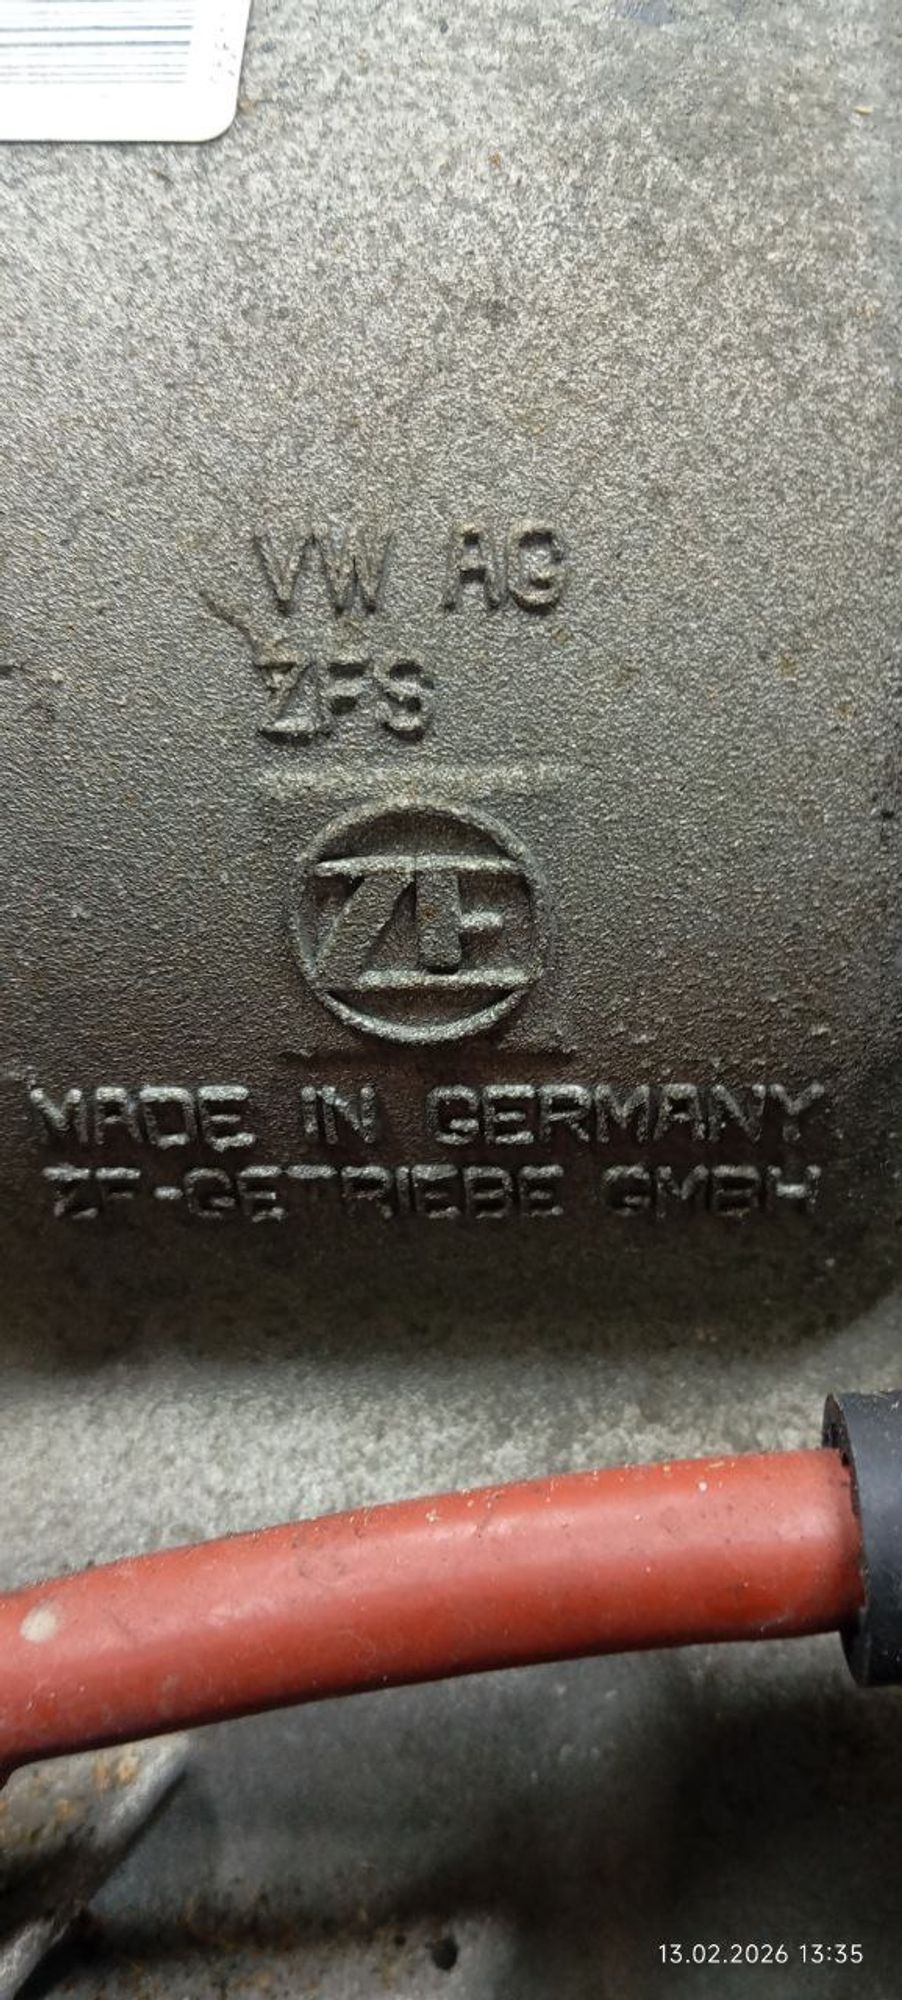 VW AG
ZFS
ZF
MADE IN GERMANY
ZF-GETRIEBE GMBH
13.02.2026 13:35